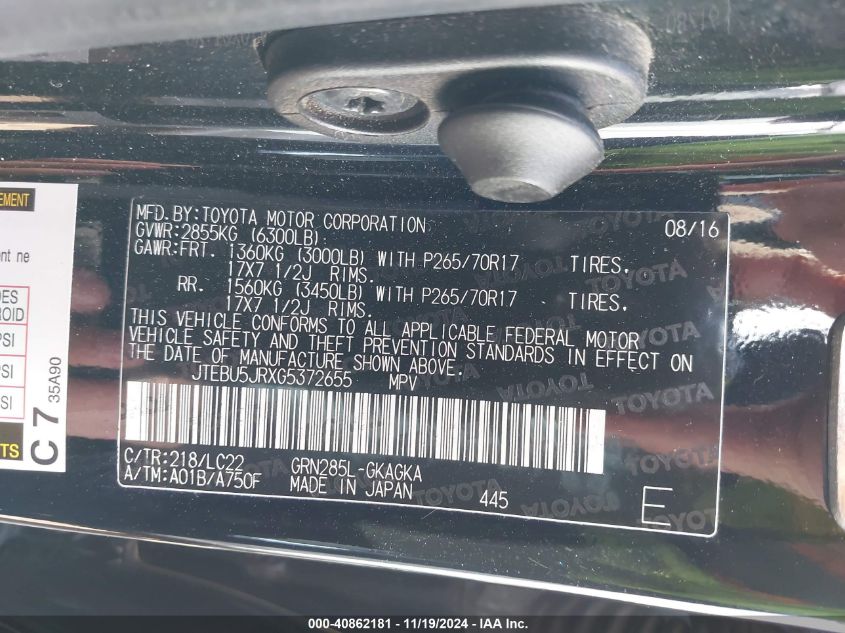 MFD.BY:TOYOTA MOTOR CORPORATION 08/16
GVWR:2855KG (6300LB)
GAWR:FRT. 1360KG (3000LB) WITH P265/70R17 TIRES,
17X7 1/2J RIMS.
RR. 1560KG (3450LB) WITH P265/70R17 TIRES,
17X7 1/2J RIMS.
THIS VEHICLE CONFORMS TO ALL APPLICABLE FEDERAL MOTOR
VEHICLE SAFETY AND THEFT PREVENTION STANDARDS IN EFFECT ON
THE DATE OF MANUFACTURE SHOWN ABOVE.
JTEBU5JRXG5372655 MPV
C/TR:218/LC22 GRN285L-GKAGKA
A/TM:A01B/A750F MADE IN JAPAN 445 E
C 7 35A90
TOYOTA
000-40862181 - 11/19/2024 - IAA Inc.